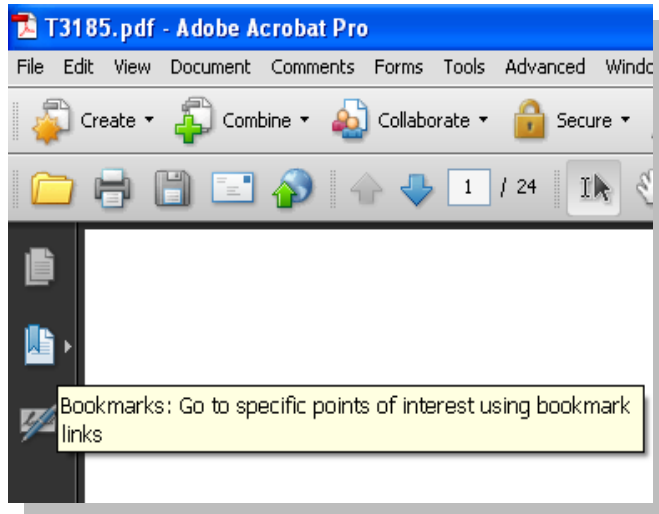 T3185.pdf - Adobe Acrobat Pro
File Edit View Document Comments Forms Tools Advanced
Create Combine Collaborate Secure
1 / 24
Bookmarks: Go to specific points of interest using bookmark
links